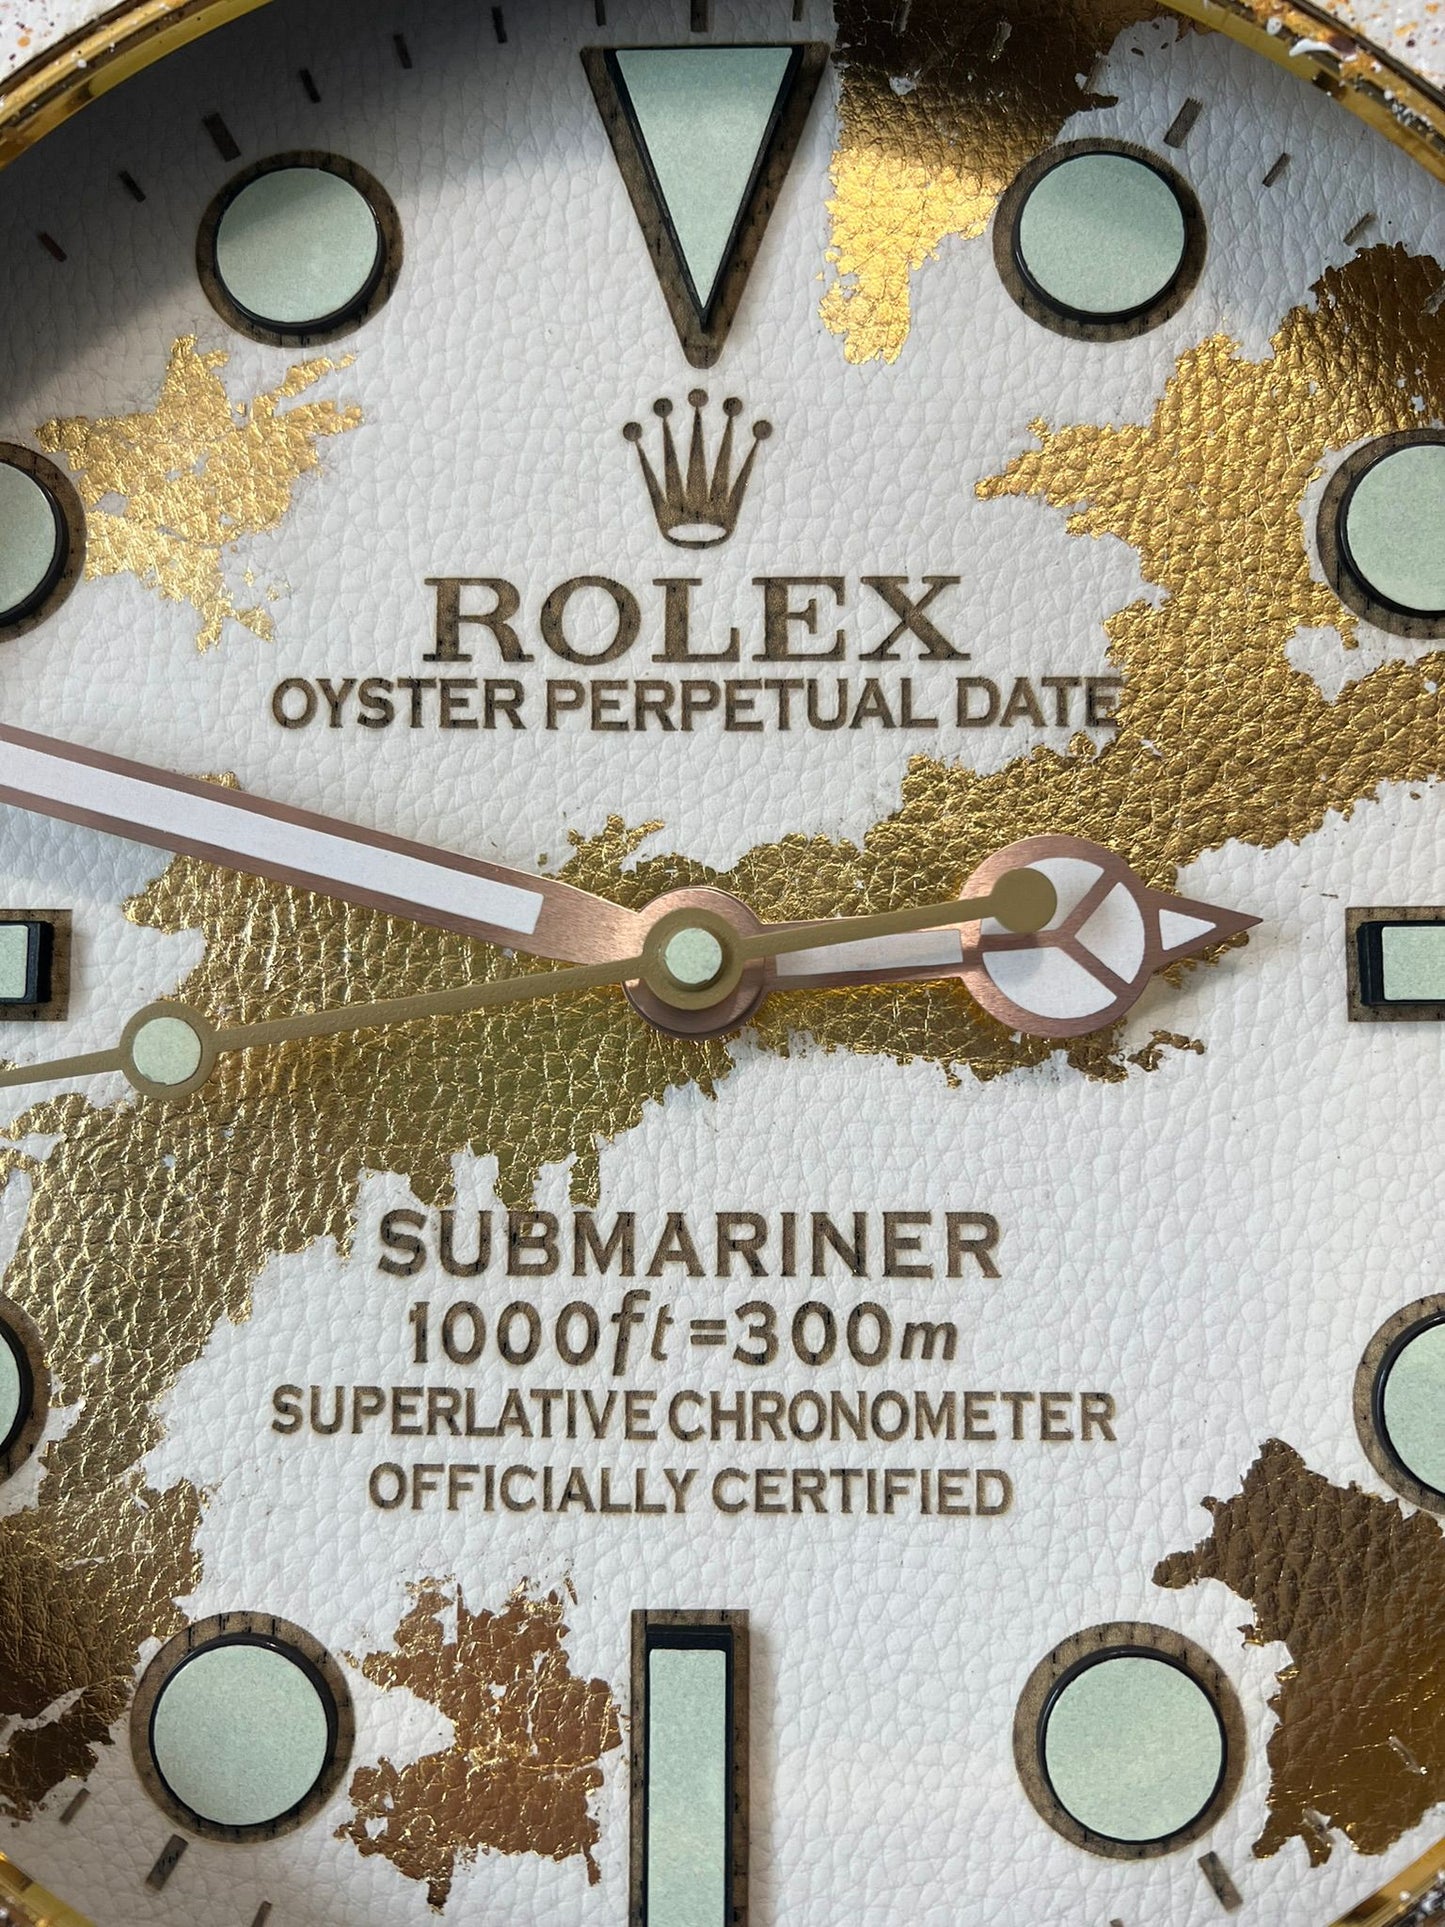 ROLEX
OYSTER PERPETUAL DATE
SUBMARINER
1000ft=300m
SUPERLATIVE CHRONOMETER
OFFICIALLY CERTIFIED